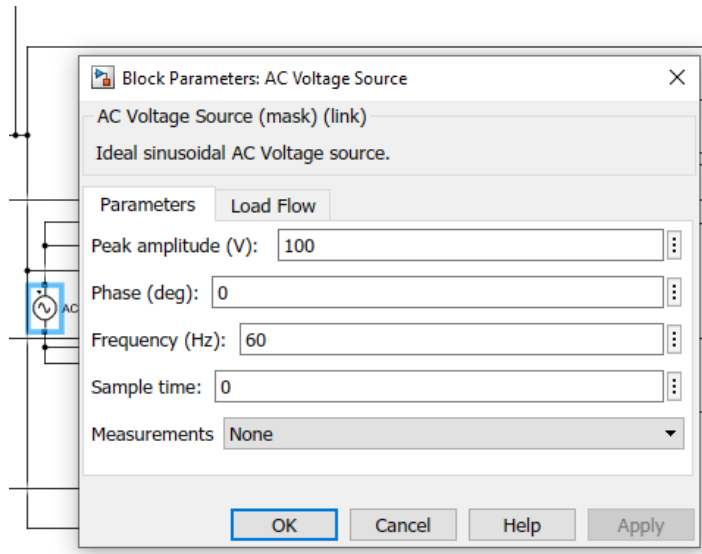 Block Parameters: AC Voltage Source
AC Voltage Source (mask) (link)
Ideal sinusoidal AC Voltage source.
Parameters Load Flow
Peak amplitude (V): 100
Phase (deg): 0
AC
Frequency (Hz): 60
Sample time: 0
Measurements None
OK Cancel Help Apply